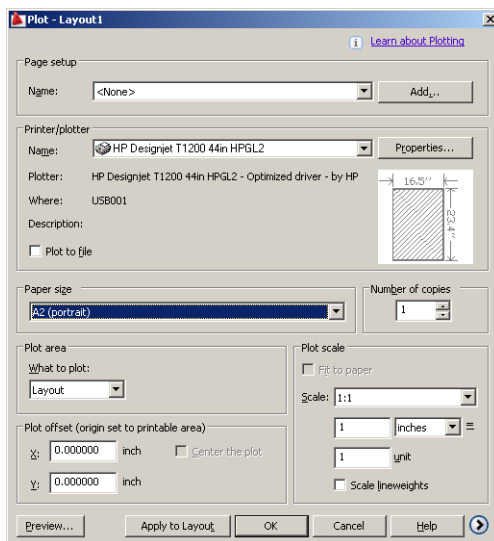 Plot - Layout1
i Learn about Plotting
Page setup
Name: <None> Add...
Printer/plotter
Name: HP Designjet T1200 44in HPGL2 Properties...
Plotter: HP Designjet T1200 44in HPGL2 - Optimized driver - by HP
Where: USB001
Description:
Plot to file
16.5''
23.4''
Paper size
A2 (portrait)
Number of copies
1
Plot area
What to plot:
Layout
Plot offset (origin set to printable area)
X: 0.000000 inch Center the plot
Y: 0.000000 inch
Plot scale
Fit to paper
Scale: 1:1
1 inches =
1 unit
Scale lineweights
Preview... Apply to Layout OK Cancel Help